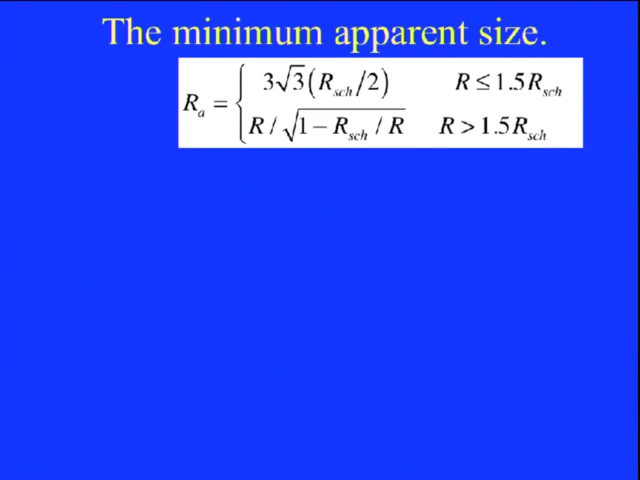 The minimum apparent size.
R_a = { 3√3(R_sch/2)    R ≤ 1.5R_sch
R / √(1 − R_sch / R)    R > 1.5R_sch